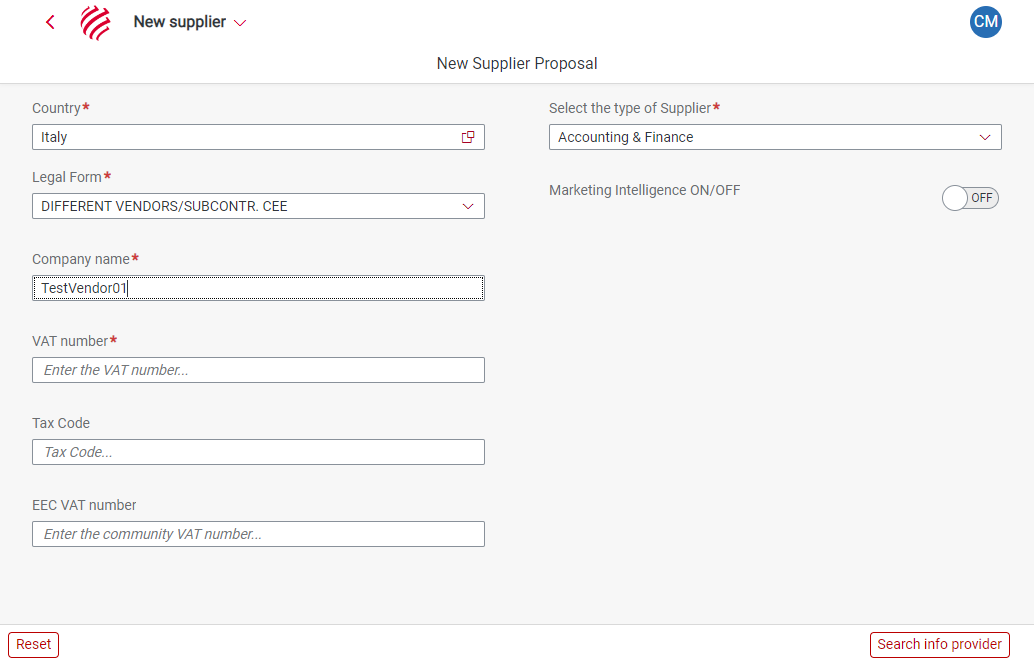 New supplier
CM
New Supplier Proposal
Country*
Italy
Select the type of Supplier*
Accounting & Finance
Legal Form*
DIFFERENT VENDORS/SUBCONTR. CEE
Marketing Intelligence ON/OFF
OFF
Company name*
TestVendor01
VAT number*
Enter the VAT number...
Tax Code
Tax Code...
EEC VAT number
Enter the community VAT number...
Reset
Search info provider